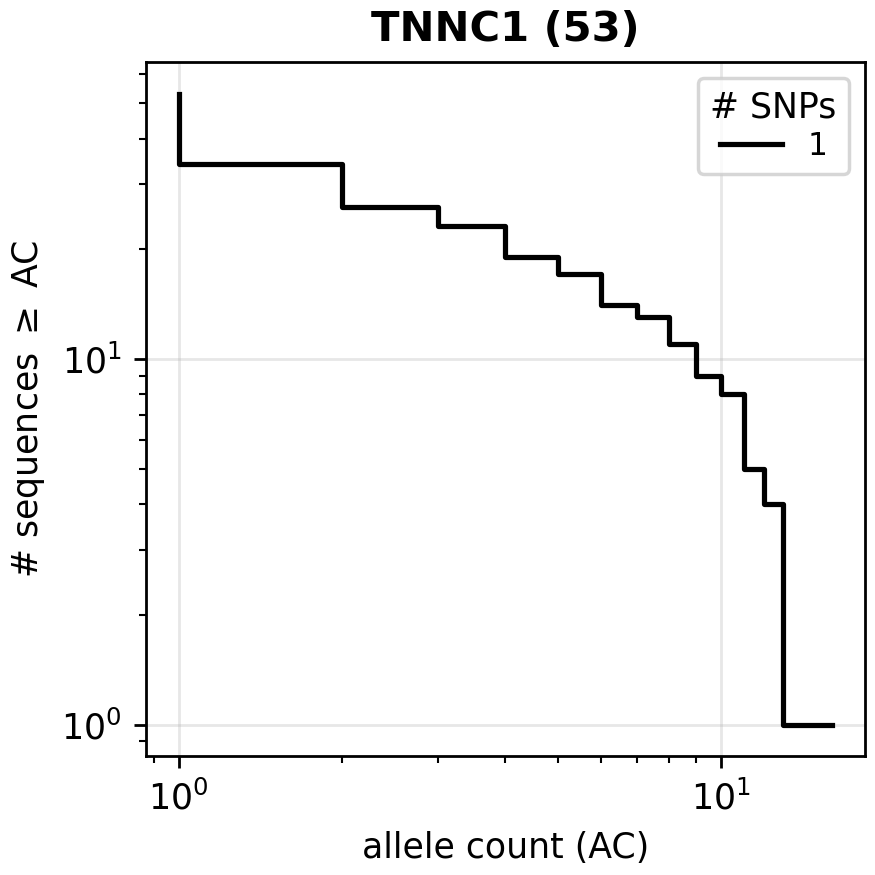 TNNC1 (53)
# SNPs
1
# sequences ≥ AC
10¹
10⁰
10⁰
10¹
allele count (AC)